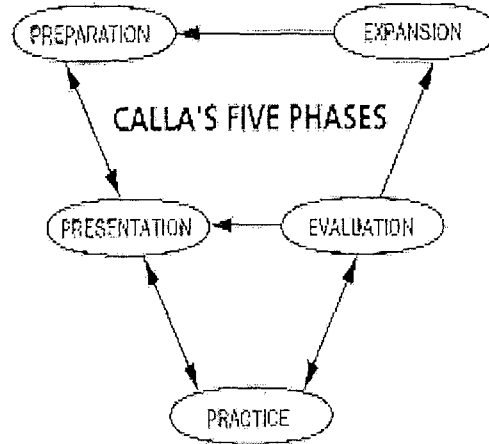 PREPARATION
EXPANSION
CALLA'S FIVE PHASES
PRESENTATION
EVALUATION
PRACTICE